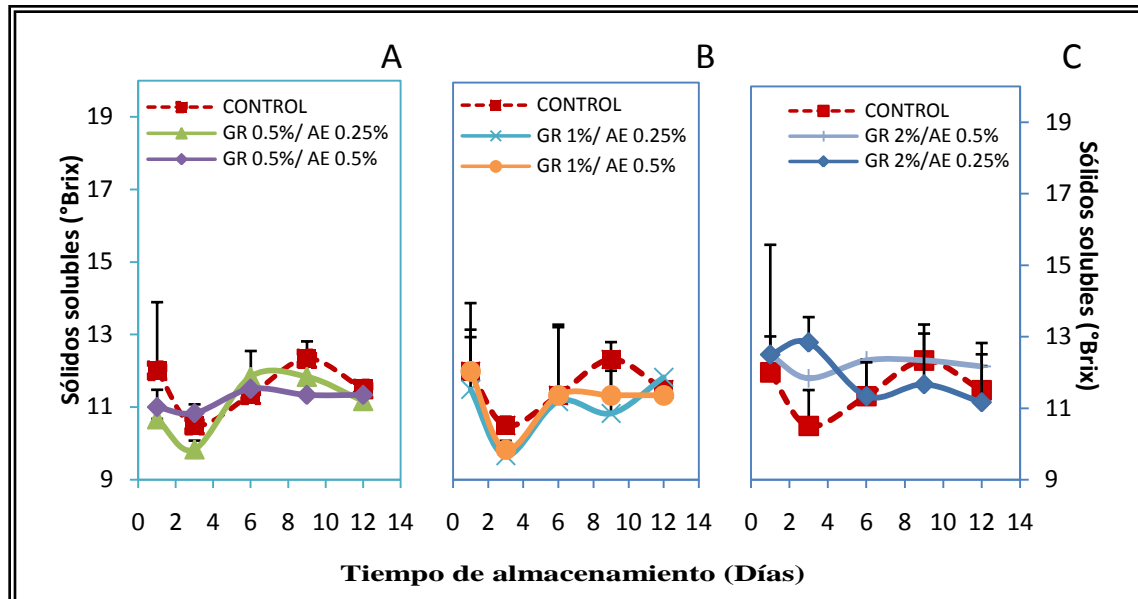 A
B
C
CONTROL
GR 0.5%/ AE 0.25%
GR 0.5%/ AE 0.5%
CONTROL
GR 1%/ AE 0.25%
GR 1%/ AE 0.5%
CONTROL
GR 2%/AE 0.5%
GR 2%/AE 0.25%
Sólidos solubles (°Brix)
19
17
15
13
11
9
19
17
15
13
11
9
Sólidos solubles (°Brix)
0 2 4 6 8 10 12 14
0 2 4 6 8 10 12 14
0 2 4 6 8 10 12 14
Tiempo de almacenamiento (Días)